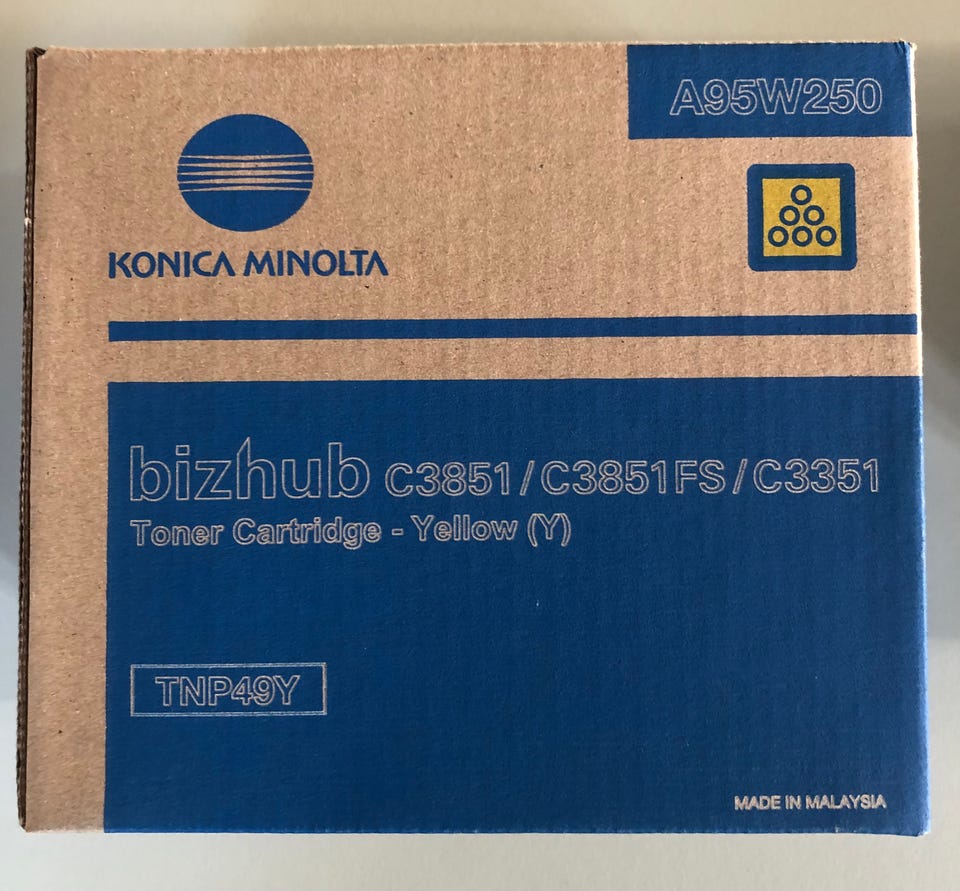 A95W250
KONICA MINOLTA
bizhub C3851/C3851FS/C3351
Toner Cartridge - Yellow (Y)
TNP49Y
MADE IN MALAYSIA